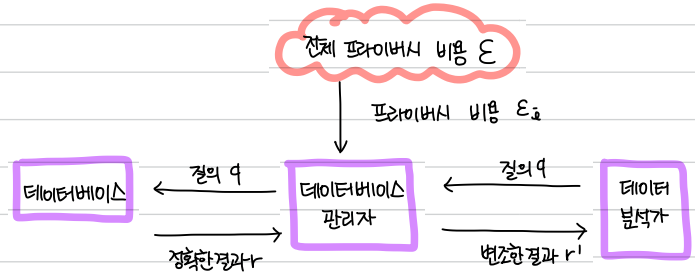 전체 프라이버시 비용 ε
프라이버시 비용 εᵢ
질의 q
질의 q
데이터베이스
데이터베이스
관리자
데이터
분석가
정확한 결과 r
변조한 결과 r'